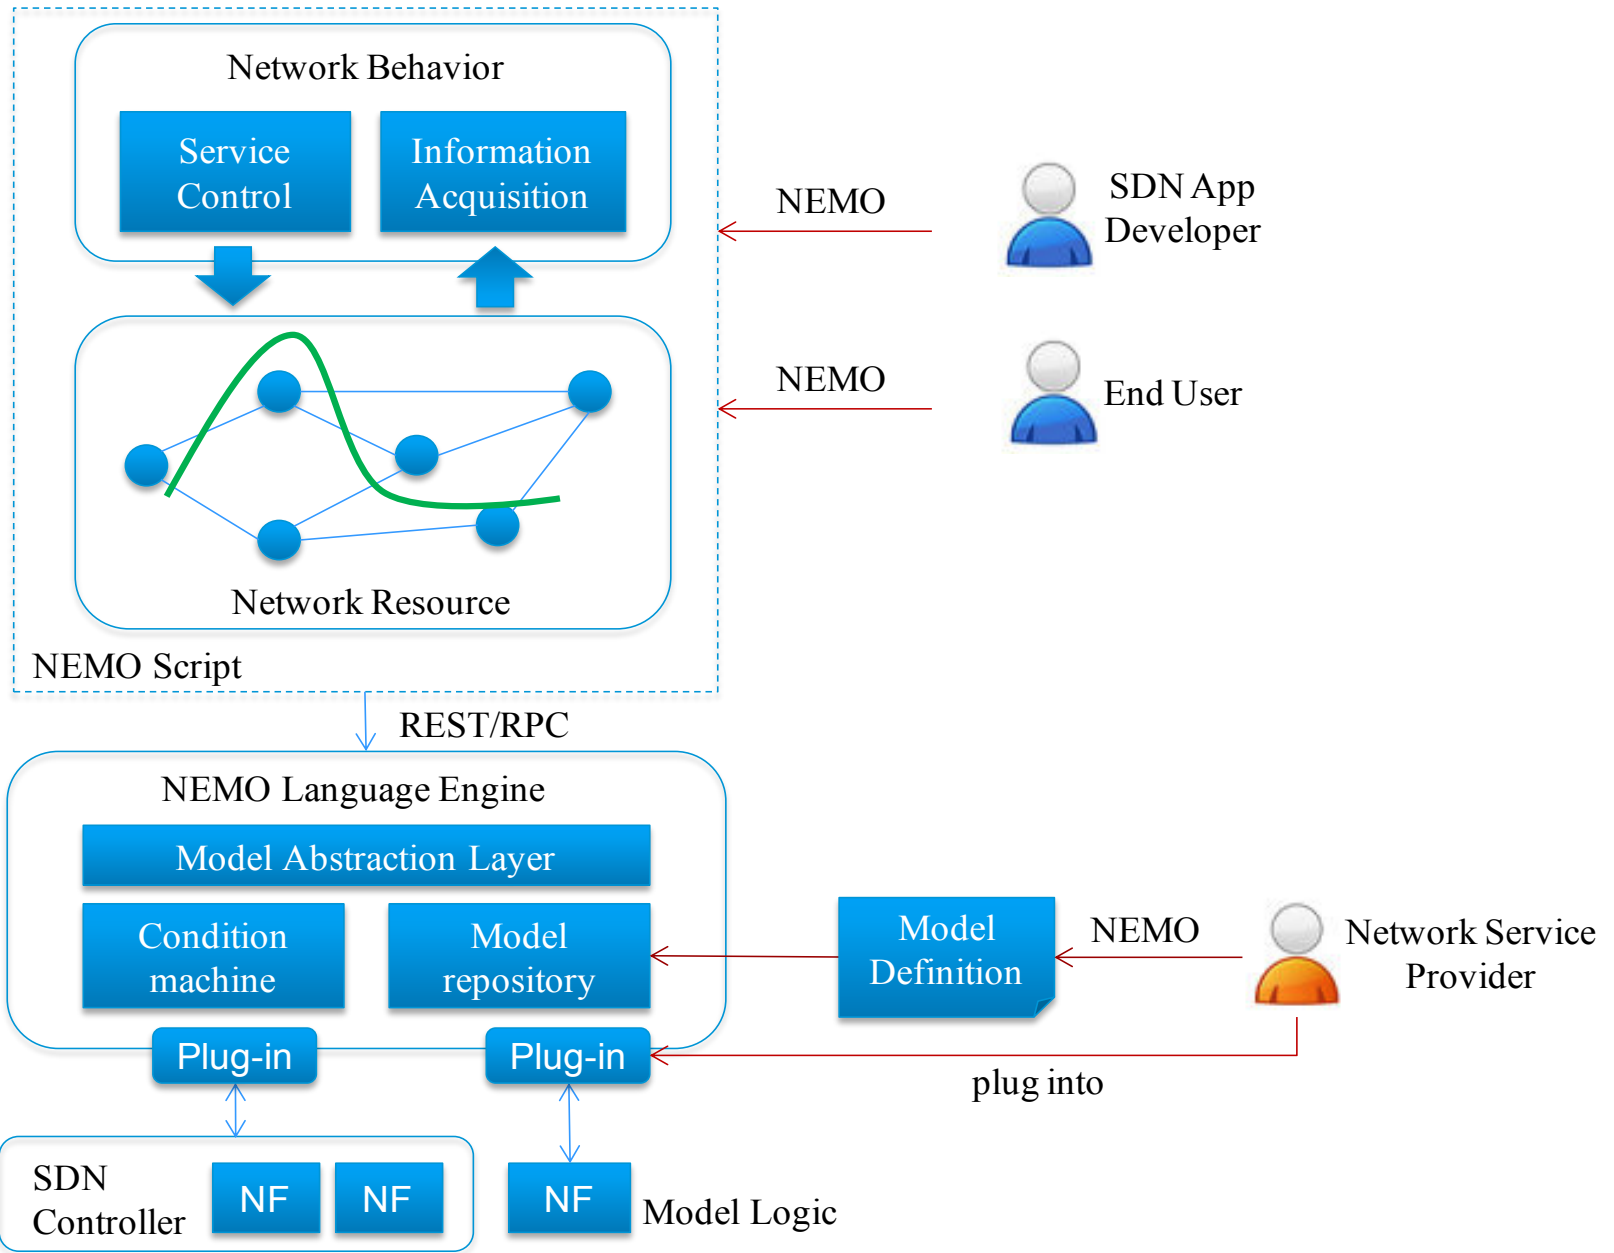 Network Behavior
Service
Control
Information
Acquisition
NEMO
SDN App
Developer
NEMO
End User
Network Resource
NEMO Script
REST/RPC
NEMO Language Engine
Model Abstraction Layer
Condition
machine
Model
repository
Model
Definition
NEMO
Network Service
Provider
Plug-in
Plug-in
plug into
SDN
Controller
NF
NF
NF
Model Logic